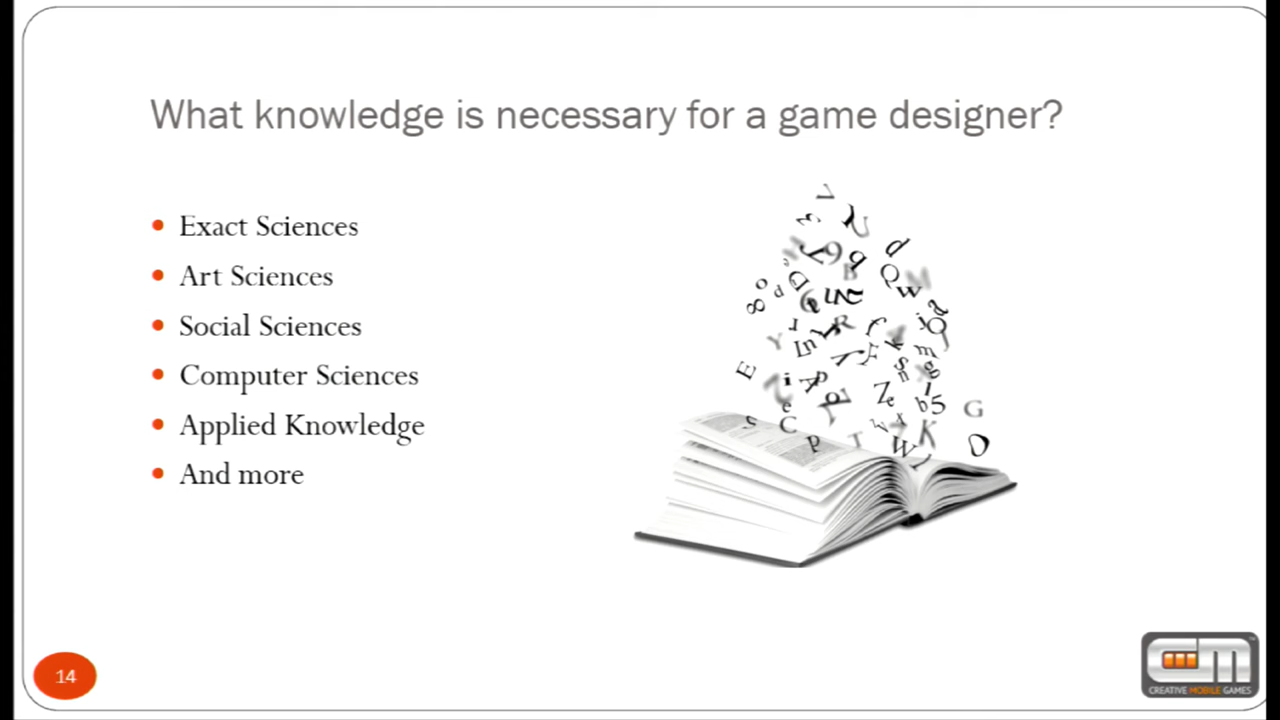 What knowledge is necessary for a game designer?
Exact Sciences
Art Sciences
Social Sciences
Computer Sciences
Applied Knowledge
And more
14
CREATIVE MOBILE GAMES